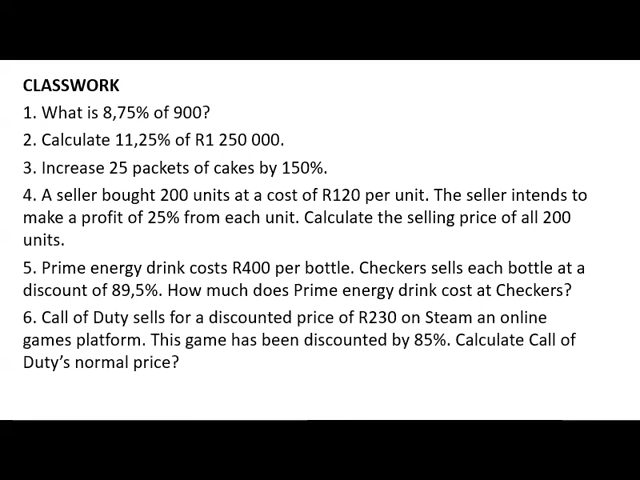 CLASSWORK
1. What is 8,75% of 900?
2. Calculate 11,25% of R1 250 000.
3. Increase 25 packets of cakes by 150%.
4. A seller bought 200 units at a cost of R120 per unit. The seller intends to
make a profit of 25% from each unit. Calculate the selling price of all 200
units.
5. Prime energy drink costs R400 per bottle. Checkers sells each bottle at a
discount of 89,5%. How much does Prime energy drink cost at Checkers?
6. Call of Duty sells for a discounted price of R230 on Steam an online
games platform. This game has been discounted by 85%. Calculate Call of
Duty’s normal price?